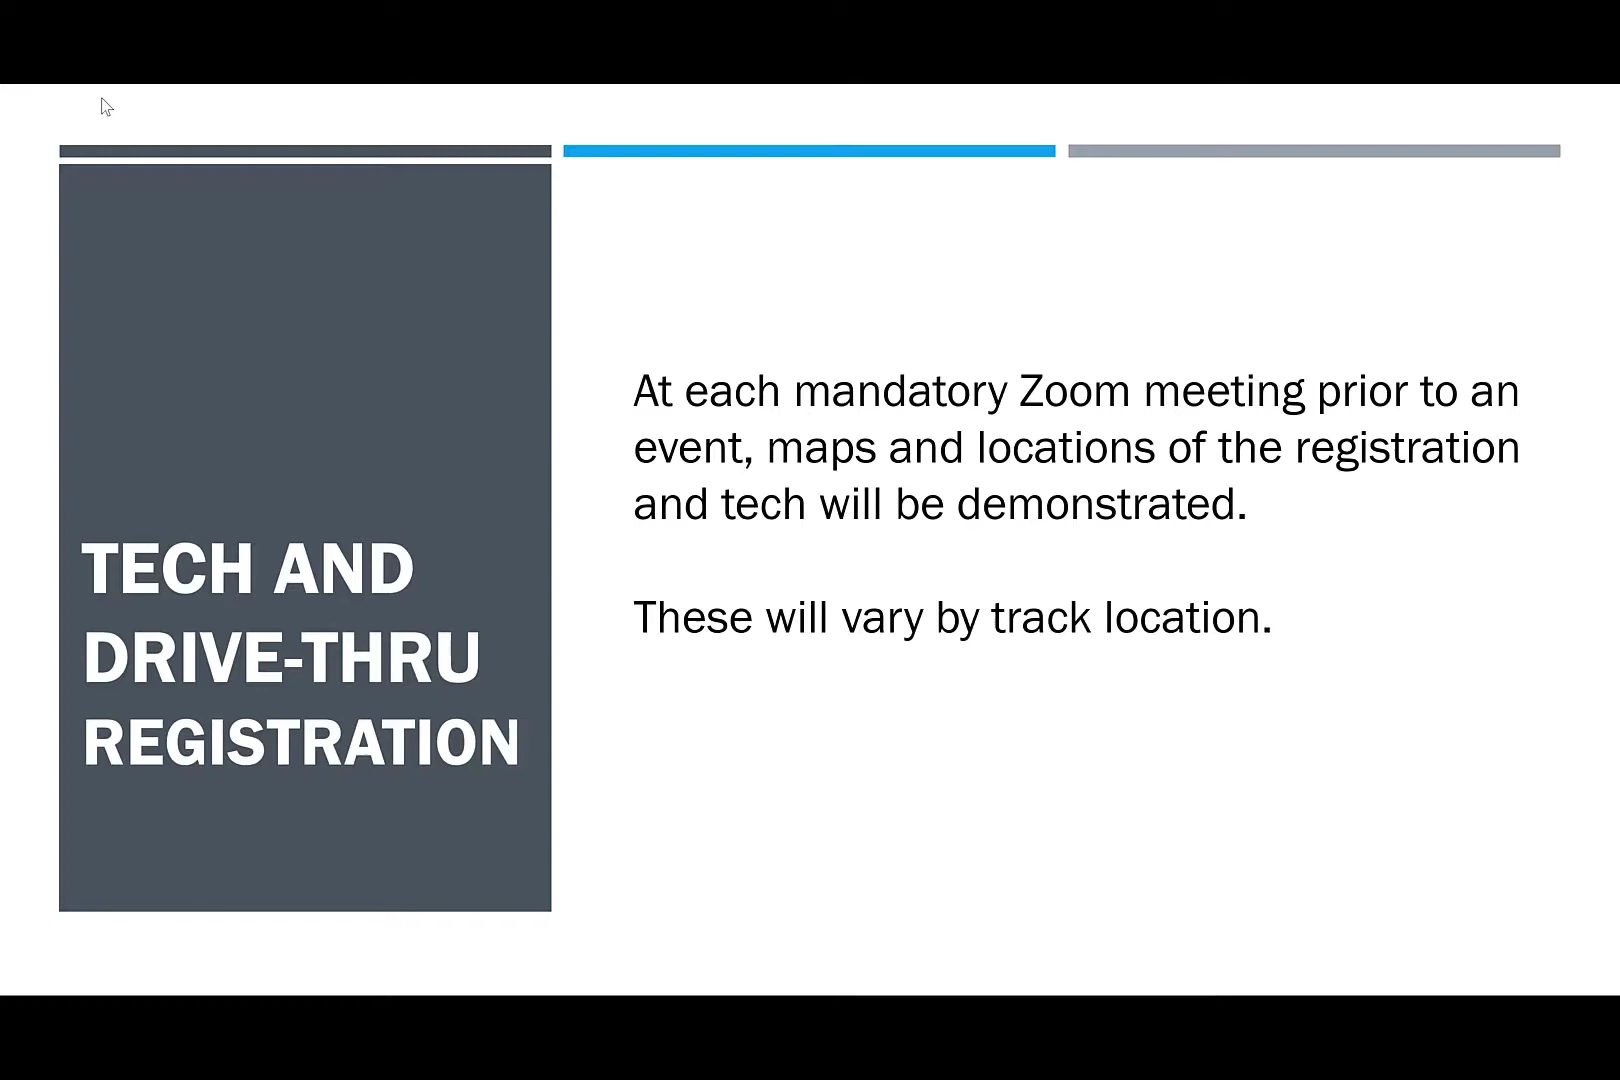 TECH AND
DRIVE-THRU
REGISTRATION
At each mandatory Zoom meeting prior to an
event, maps and locations of the registration
and tech will be demonstrated.
These will vary by track location.